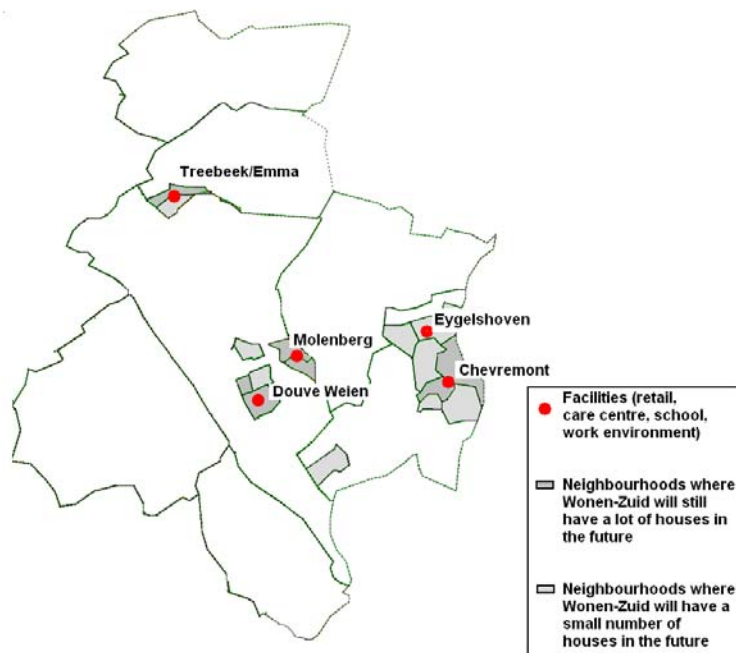 Treebeek/Emma
Eygelshoven
Molenberg
Chevremont
Douve Weien
Facilities (retail,
care centre, school,
work environment)
Neighbourhoods where
Wonen-Zuid will still
have a lot of houses in
the future
Neighbourhoods where
Wonen-Zuid will have a
small number of
houses in the future